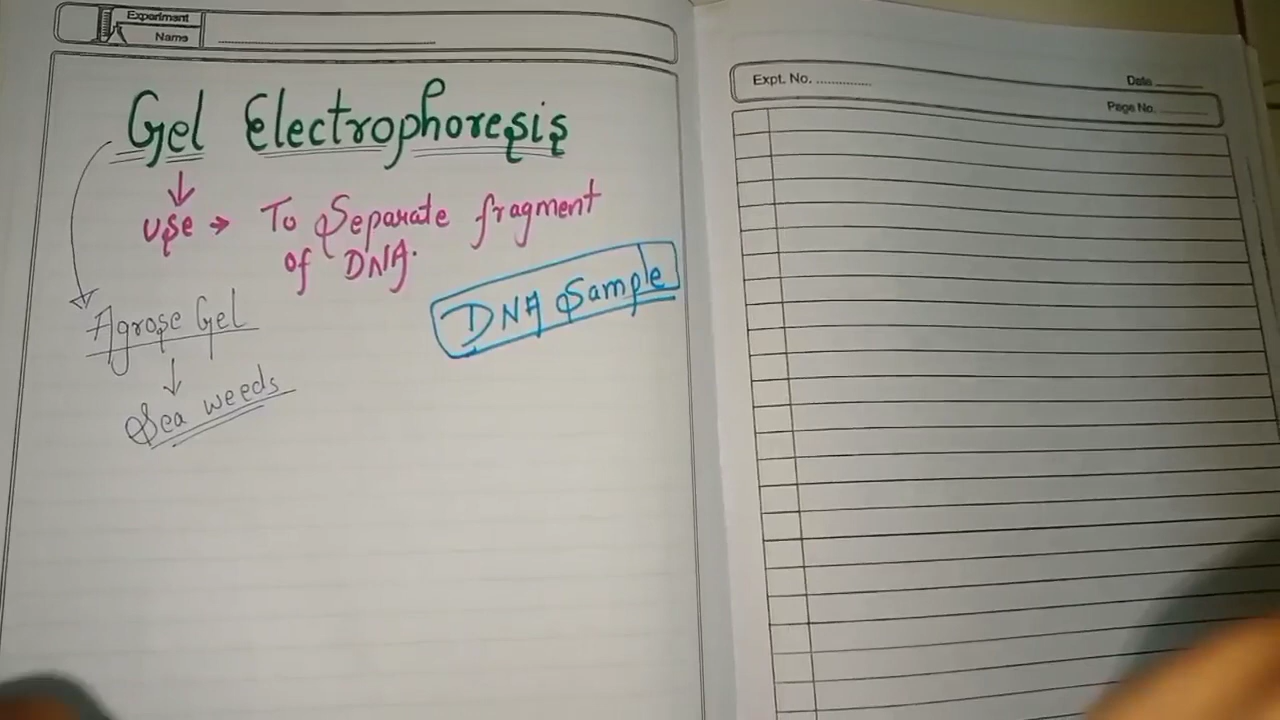 Experiment
Name
Gel Electrophoresis
use → To Separate fragment
of DNA.
DNA Sample
Agrose Gel
Sea weeds
Expt. No. ..............
Date
Page No.